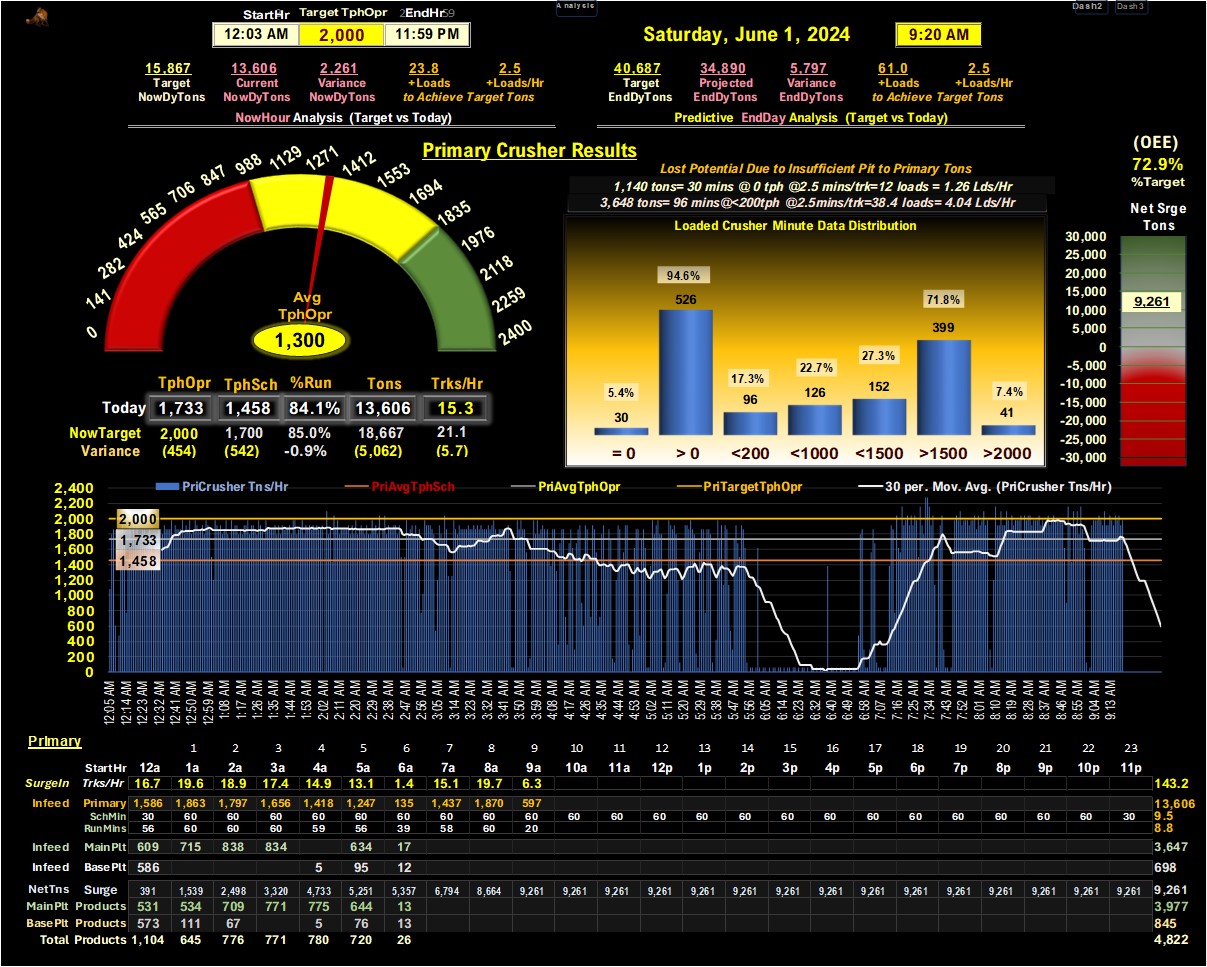 Analysis
Dash2 Dash3
StartHr Target TphOpr EndHr
12:03 AM 2,000 11:59 PM
Saturday, June 1, 2024 9:20 AM
15,867 13,606 2,261 23.8 2.5
Target Current Variance +Loads +Loads/Hr
NowDyTons NowDyTons NowDyTons to Achieve Target Tons
NowHour Analysis (Target vs Today)
40,687 34,890 5,797 61.0 2.5
Target Projected Variance +Loads +Loads/Hr
EndDyTons EndDyTons EndDyTons to Achieve Target Tons
Predictive EndDay Analysis (Target vs Today)
Primary Crusher Results
0 141 282 424 565 706 847 988 1129 1271 1412 1553 1694 1835 1976 2118 2259 2400
Avg
TphOpr
1,300
TphOpr TphSch %Run Tons Trks/Hr
Today 1,733 1,458 84.1% 13,606 15.3
NowTarget 2,000 1,700 85.0% 18,667 21.1
Variance (454) (542) -0.9% (5,062) (5.7)
Lost Potential Due to Insufficient Pit to Primary Tons
1,140 tons= 30 mins @ 0 tph @2.5 mins/trk=12 loads = 1.26 Lds/Hr
3,648 tons= 96 mins@<200tph @2.5mins/trk=38.4 loads= 4.04 Lds/Hr
Loaded Crusher Minute Data Distribution
5.4% 94.6% 17.3% 22.7% 27.3% 71.8% 7.4%
30 526 96 126 152 399 41
= 0 > 0 <200 <1000 <1500 >1500 >2000
(OEE)
72.9%
%Target
Net Srge
Tons
30,000
25,000
20,000
15,000
10,000
5,000
0
-5,000
-10,000
-15,000
-20,000
-25,000
-30,000
9,261
PriCrusher Tns/Hr PriAvgTphSch PriAvgTphOpr PriTargetTphOpr 30 per. Mov. Avg. (PriCrusher Tns/Hr)
2,400
2,200
2,000
1,800
1,600
1,400
1,200
1,000
800
600
400
200
0
2,000
1,733
1,458
12:05 AM 12:14 AM 12:23 AM 12:32 AM 12:41 AM 12:50 AM 12:59 AM 1:08 AM 1:17 AM 1:26 AM 1:35 AM 1:44 AM 1:53 AM 2:02 AM 2:11 AM 2:20 AM 2:29 AM 2:38 AM 2:47 AM 2:56 AM 3:05 AM 3:14 AM 3:23 AM 3:32 AM 3:41 AM 3:50 AM 3:59 AM 4:08 AM 4:17 AM 4:26 AM 4:35 AM 4:44 AM 4:53 AM 5:02 AM 5:11 AM 5:20 AM 5:29 AM 5:38 AM 5:47 AM 5:56 AM 6:05 AM 6:14 AM 6:23 AM 6:32 AM 6:40 AM 6:49 AM 6:58 AM 7:07 AM 7:16 AM 7:25 AM 7:34 AM 7:43 AM 7:52 AM 8:01 AM 8:10 AM 8:19 AM 8:28 AM 8:37 AM 8:46 AM 8:55 AM 9:04 AM 9:13 AM
Primary
1 2 3 4 5 6 7 8 9 10 11 12 13 14 15 16 17 18 19 20 21 22 23
StartHr 12a 1a 2a 3a 4a 5a 6a 7a 8a 9a 10a 11a 12p 1p 2p 3p 4p 5p 6p 7p 8p 9p 10p 11p
SurgeIn Trks/Hr 16.7 19.6 18.9 17.4 14.9 13.1 1.4 15.1 19.7 6.3 143.2
Infeed Primary 1,586 1,863 1,797 1,656 1,418 1,247 135 1,437 1,870 597 13,606
SchMin 30 60 60 60 60 60 60 60 60 60 60 60 60 60 60 60 60 60 60 60 60 60 60 30 9.5
RunMins 56 60 60 60 59 56 39 58 60 20 8.8
Infeed MainPlt 609 715 838 834 634 17 3,647
Infeed BasePlt 586 5 95 12 698
NetTns Surge 391 1,539 2,498 3,320 4,733 5,251 5,357 6,794 8,664 9,261 9,261 9,261 9,261 9,261 9,261 9,261 9,261 9,261 9,261 9,261 9,261 9,261 9,261 9,261 9,261
MainPlt Products 531 534 709 771 775 644 13 3,977
BasePlt Products 573 111 67 5 76 13 845
Total Products 1,104 645 776 771 780 720 26 4,822